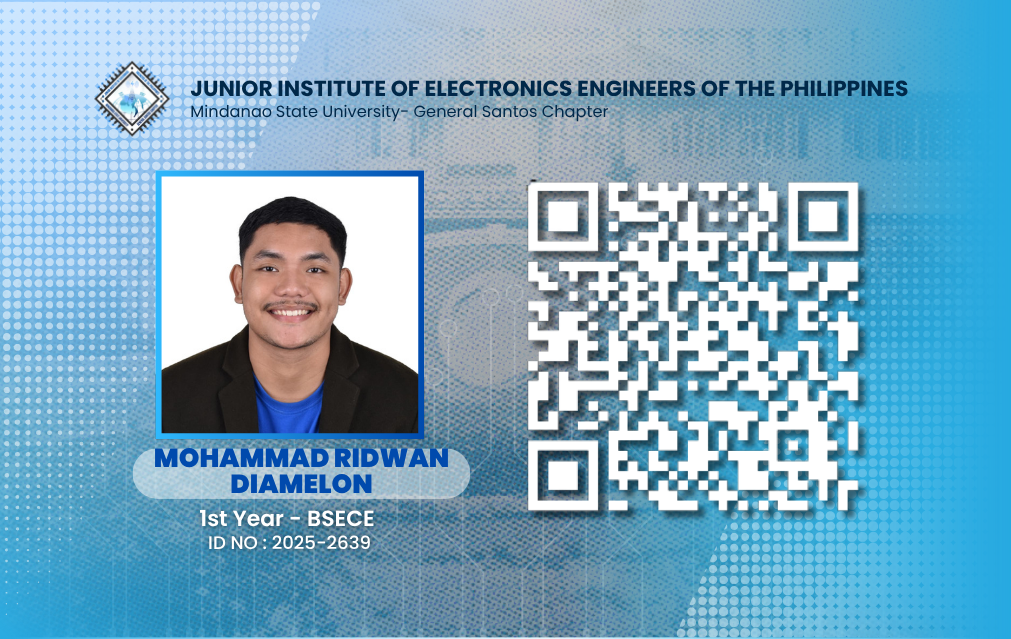 JUNIOR INSTITUTE OF ELECTRONICS ENGINEERS OF THE PHILIPPINES
Mindanao State University- General Santos Chapter
MOHAMMAD RIDWAN
DIAMELON
1st Year - BSECE
ID NO : 2025-2639